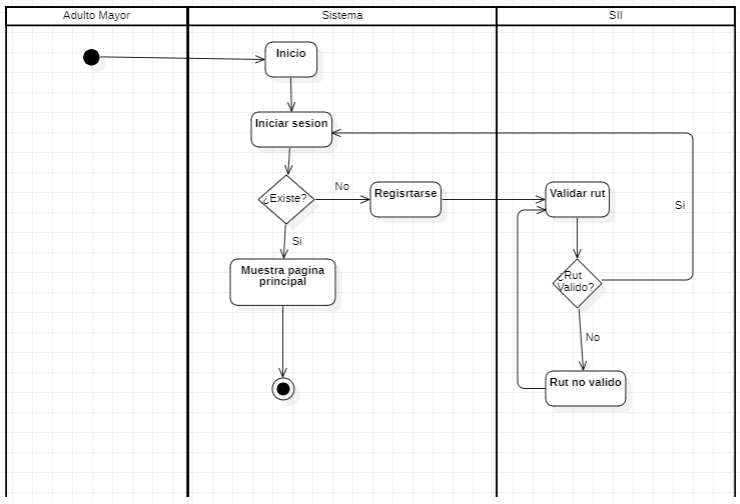 Adulto Mayor
Sistema
SII
Inicio
Iniciar sesion
¿Existe?
No
Regisrtarse
Validar rut
Si
Si
Muestra pagina
principal
¿Rut
Valido?
No
Rut no valido